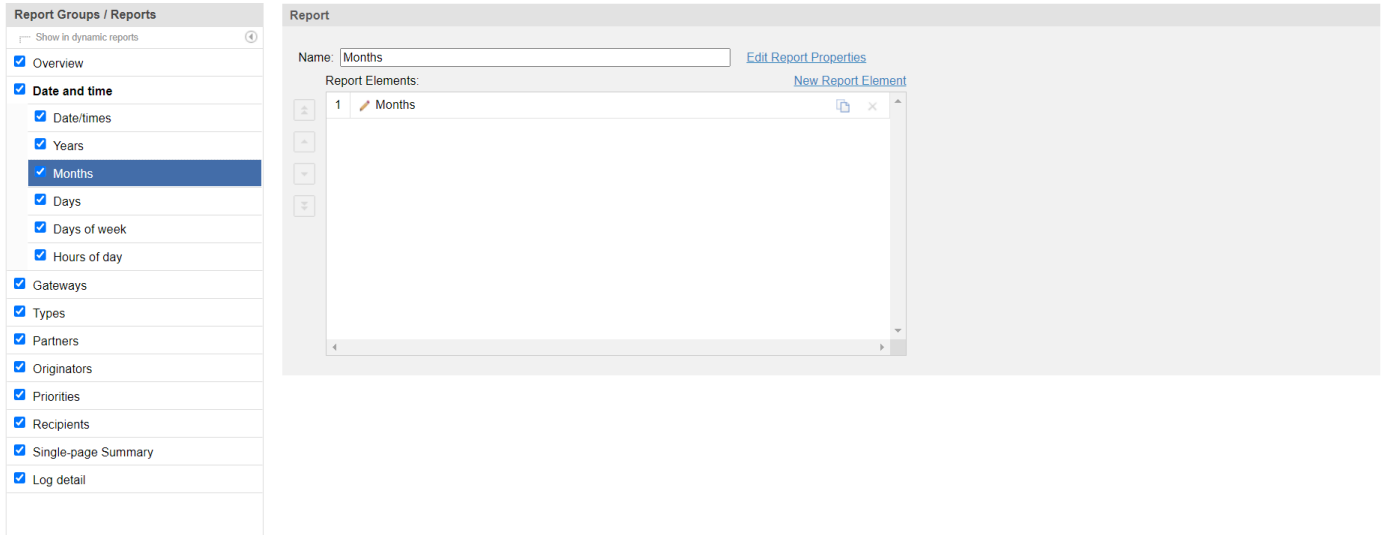 Report Groups / Reports
Show in dynamic reports
Overview
Date and time
Date/times
Years
Months
Days
Days of week
Hours of day
Gateways
Types
Partners
Originators
Priorities
Recipients
Single-page Summary
Log detail
Report
Name: Months Edit Report Properties
Report Elements: New Report Element
1 Months